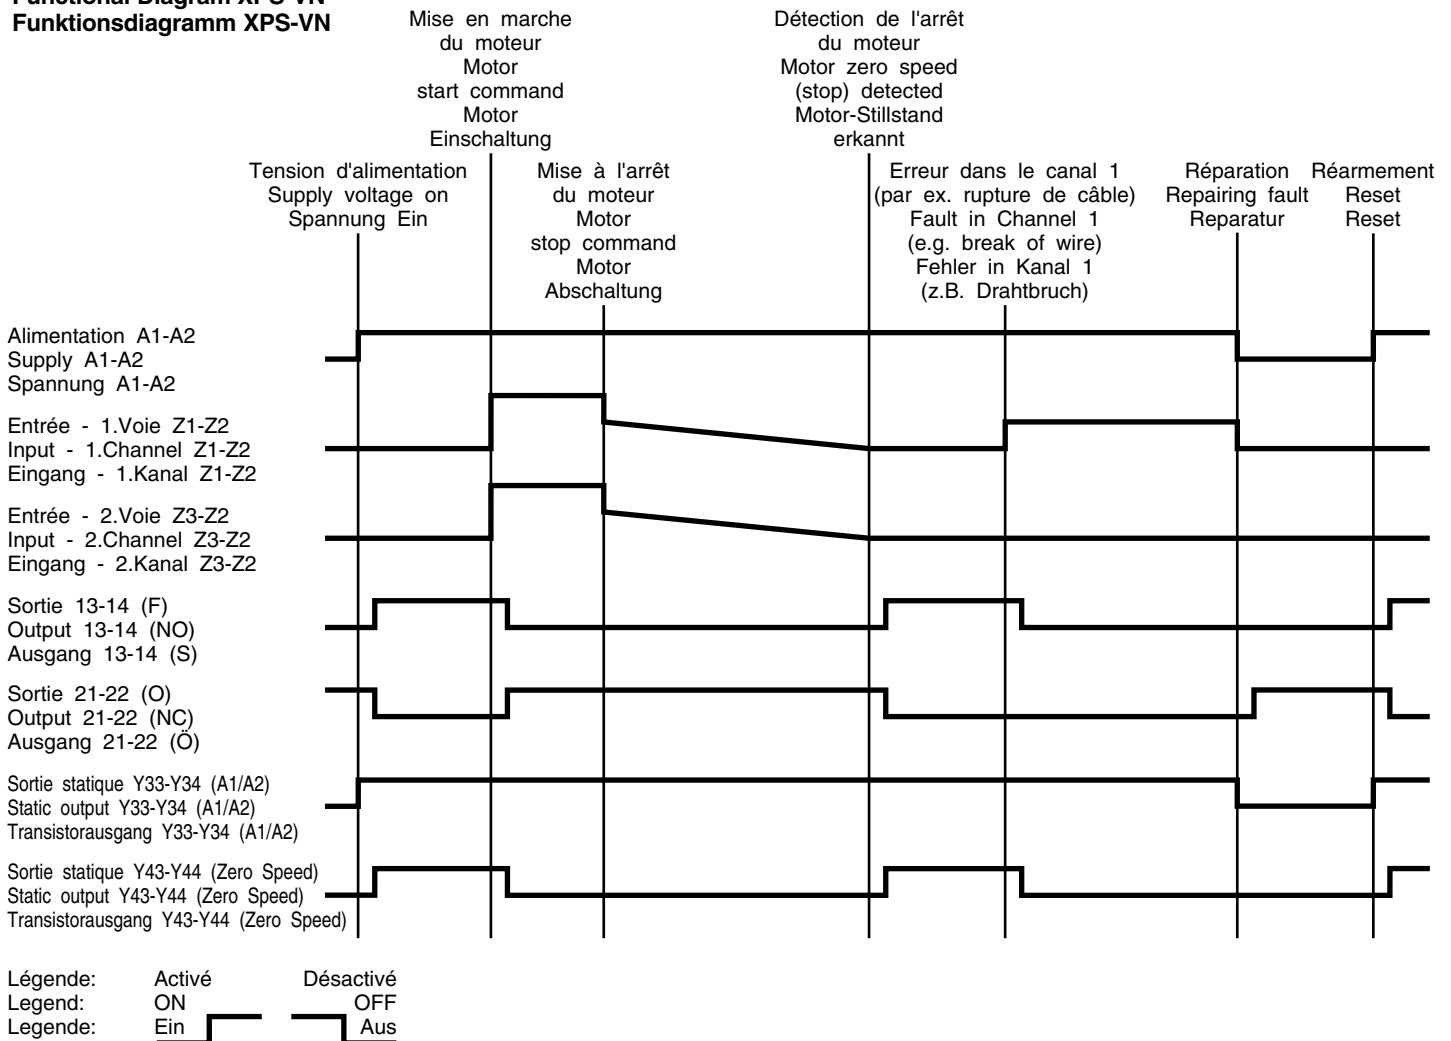 Functional Diagram XPS-VN
Funktionsdiagramm XPS-VN
Mise en marche
du moteur
Motor
start command
Motor
Einschaltung
Détection de l'arrêt
du moteur
Motor zero speed
(stop) detected
Motor-Stillstand
erkannt
Tension d'alimentation
Supply voltage on
Spannung Ein
Mise à l'arrêt
du moteur
Motor
stop command
Motor
Abschaltung
Erreur dans le canal 1
(par ex. rupture de câble)
Fault in Channel 1
(e.g. break of wire)
Fehler in Kanal 1
(z.B. Drahtbruch)
Réparation
Repairing fault
Reparatur
Réarmement
Reset
Reset
Alimentation A1-A2
Supply A1-A2
Spannung A1-A2
Entrée - 1.Voie Z1-Z2
Input - 1.Channel Z1-Z2
Eingang - 1.Kanal Z1-Z2
Entrée - 2.Voie Z3-Z2
Input - 2.Channel Z3-Z2
Eingang - 2.Kanal Z3-Z2
Sortie 13-14 (F)
Output 13-14 (NO)
Ausgang 13-14 (S)
Sortie 21-22 (O)
Output 21-22 (NC)
Ausgang 21-22 (Ö)
Sortie statique Y33-Y34 (A1/A2)
Static output Y33-Y34 (A1/A2)
Transistorausgang Y33-Y34 (A1/A2)
Sortie statique Y43-Y44 (Zero Speed)
Static output Y43-Y44 (Zero Speed)
Transistorausgang Y43-Y44 (Zero Speed)
Légende: Activé Désactivé
Legend: ON OFF
Legende: Ein Aus